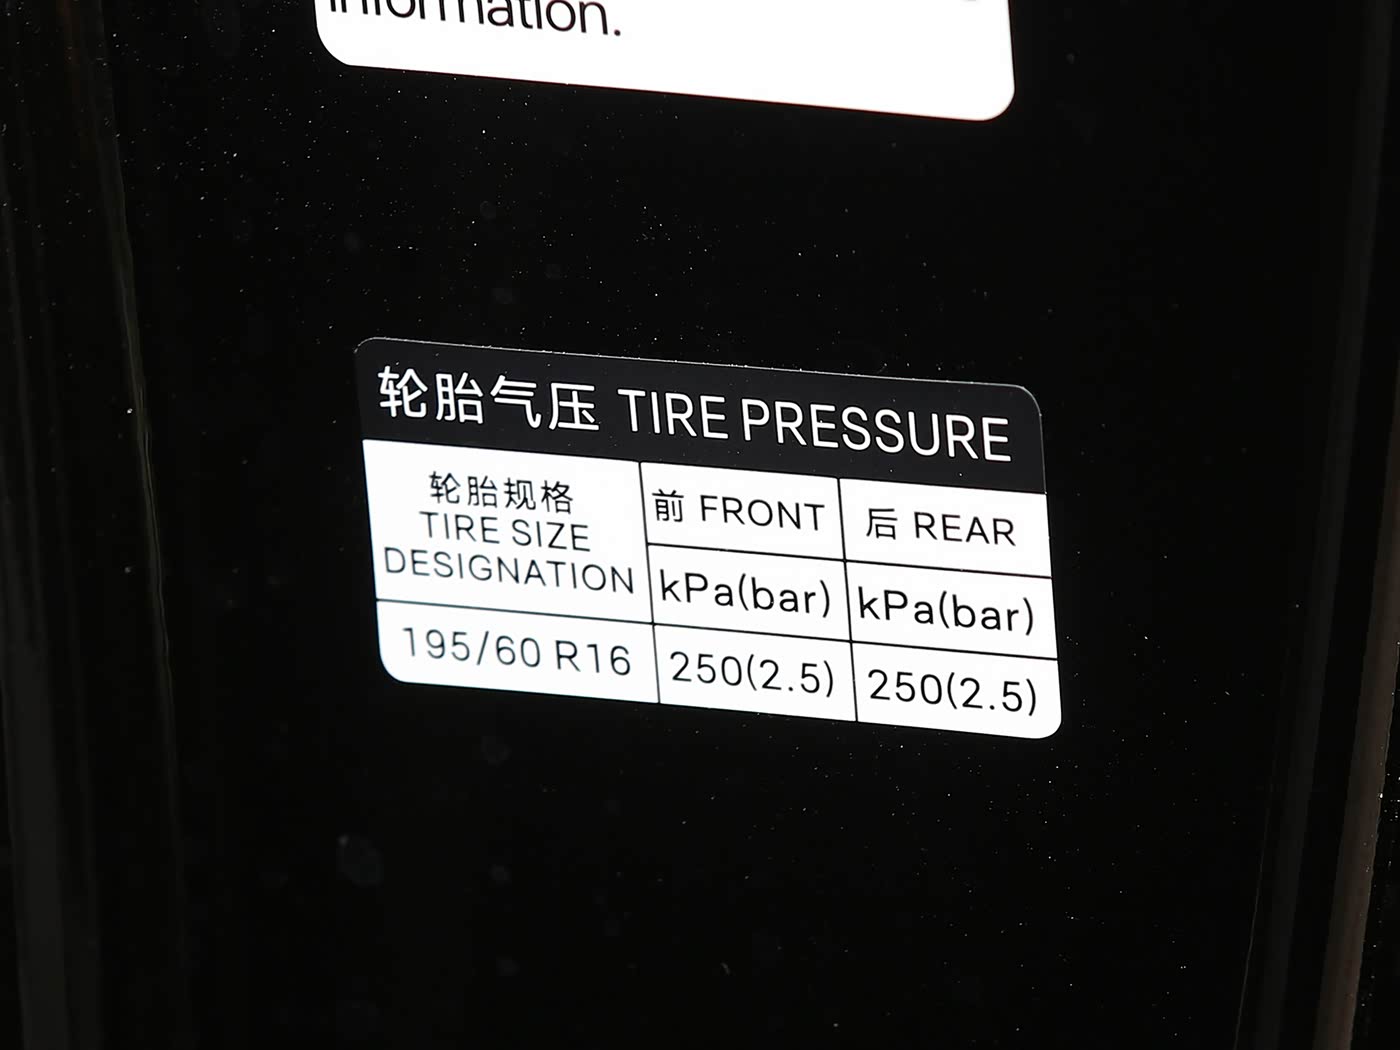 information.
轮胎气压 TIRE PRESSURE
轮胎规格
TIRE SIZE
DESIGNATION
前 FRONT
后 REAR
kPa(bar)
kPa(bar)
195/60 R16
250(2.5)
250(2.5)